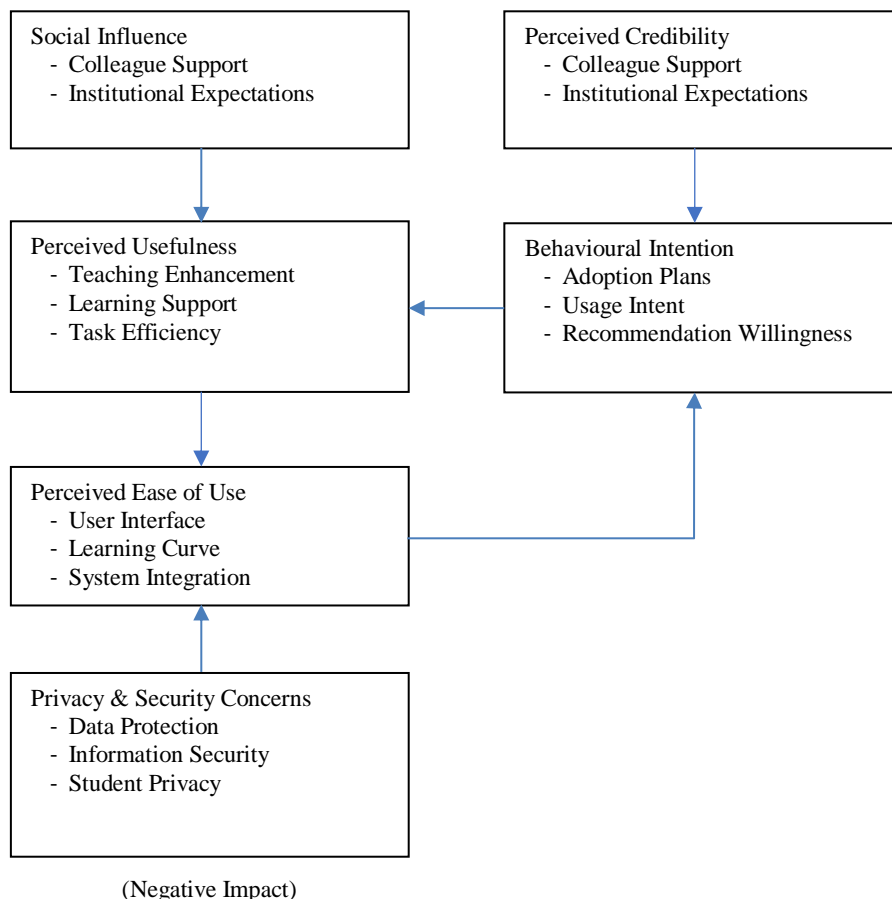 Social Influence
- Colleague Support
- Institutional Expectations
Perceived Credibility
- Colleague Support
- Institutional Expectations
Perceived Usefulness
- Teaching Enhancement
- Learning Support
- Task Efficiency
Behavioural Intention
- Adoption Plans
- Usage Intent
- Recommendation Willingness
Perceived Ease of Use
- User Interface
- Learning Curve
- System Integration
Privacy & Security Concerns
- Data Protection
- Information Security
- Student Privacy
(Negative Impact)